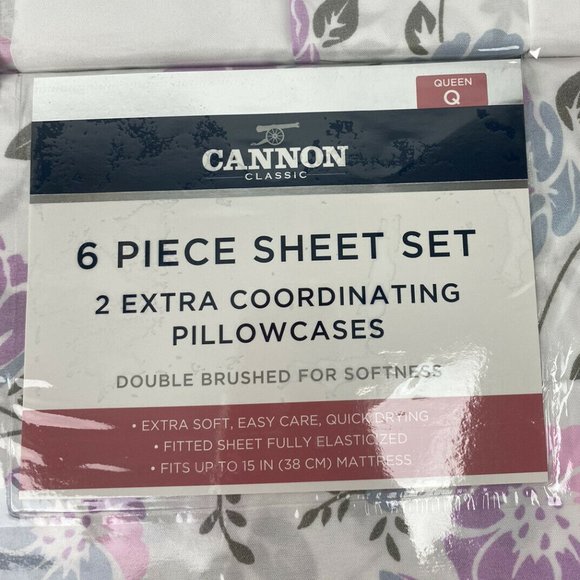 QUEEN
Q
CANNON
CLASSIC
6 PIECE SHEET SET
2 EXTRA COORDINATING
PILLOWCASES
DOUBLE BRUSHED FOR SOFTNESS
• EXTRA SOFT, EASY CARE, QUICK DRYING
• FITTED SHEET FULLY ELASTICIZED
• FITS UP TO 15 IN (38 CM) MATTRESS